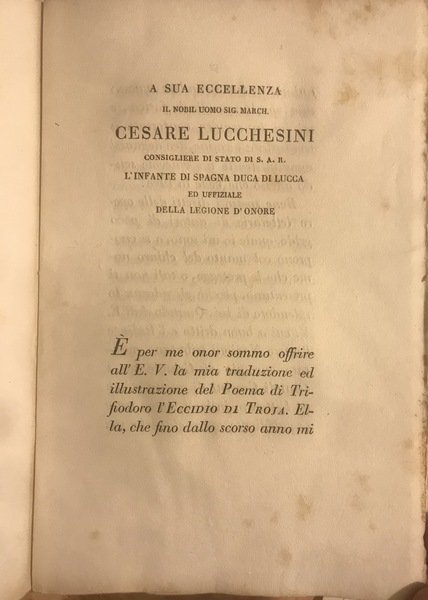 A SUA ECCELLENZA
IL NOBIL UOMO SIG. MARCH.
CESARE LUCCHESINI
CONSIGLIERE DI STATO DI S. A. R.
L'INFANTE DI SPAGNA DUCA DI LUCCA
ED UFFIZIALE
DELLA LEGIONE D'ONORE
È per me onor sommo offrire
all' E. V. la mia traduzione ed
illustrazione del Poema di Tri-
fiodoro l'ECCIDIO DI TROJA. El-
la, che fino dallo scorso anno mi